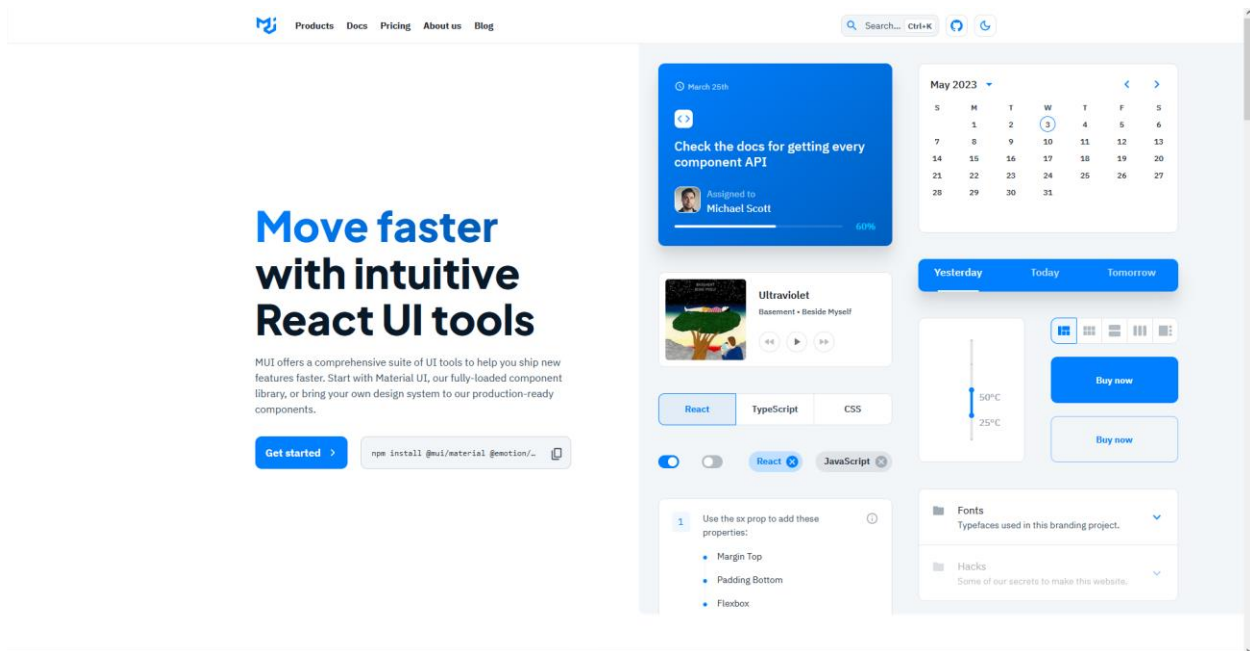 Products Docs Pricing About us Blog
Search... Ctrl+K
Move faster
with intuitive
React UI tools
MUI offers a comprehensive suite of UI tools to help you ship new
features faster. Start with Material UI, our fully-loaded component
library, or bring your own design system to our production-ready
components.
Get started
npm install @mui/material @emotion/…
March 25th
Check the docs for getting every
component API
Assigned to
Michael Scott
60%
Ultraviolet
Basement • Beside Myself
React TypeScript CSS
React JavaScript
1 Use the sx prop to add these
properties:
Margin Top
Padding Bottom
Flexbox
May 2023
S M T W T F S
1 2 3 4 5 6
7 8 9 10 11 12 13
14 15 16 17 18 19 20
21 22 23 24 25 26 27
28 29 30 31
Yesterday Today Tomorrow
50°C
25°C
Buy now
Buy now
Fonts
Typefaces used in this branding project.
Hacks
Some of our secrets to make this website.